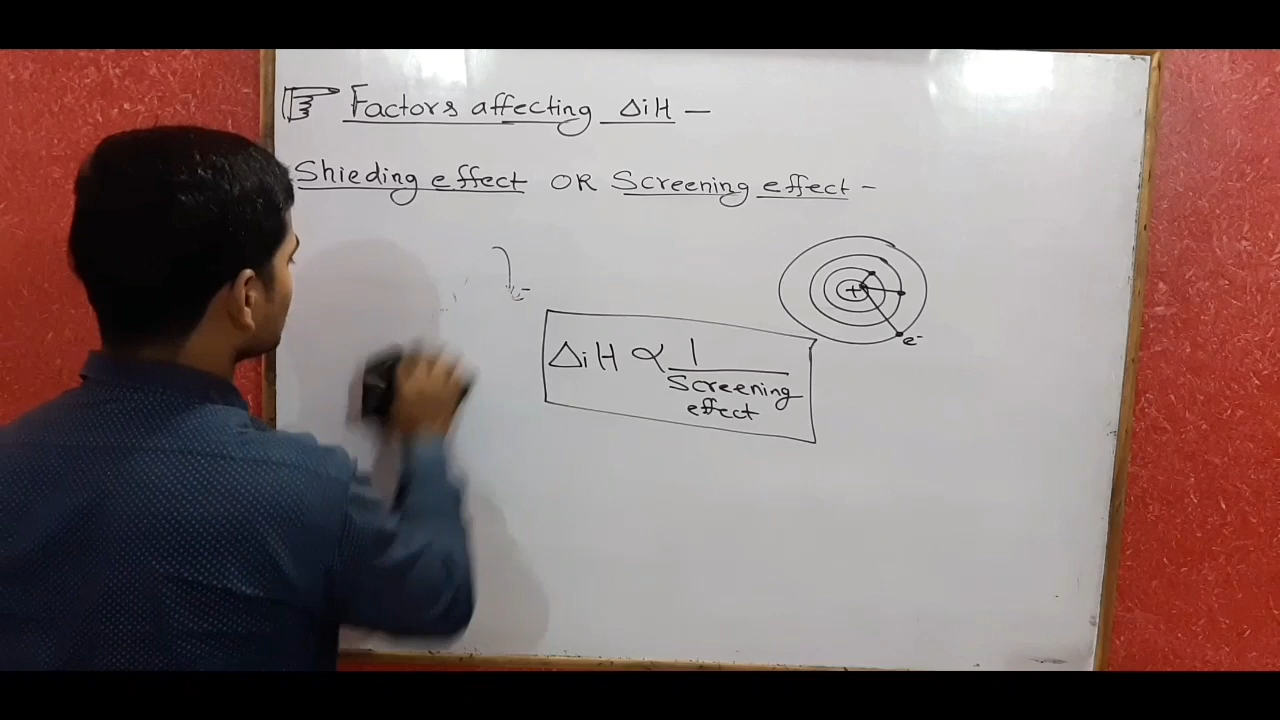 Factors affecting ΔiH –
Shieding effect OR Screening effect –
e⁻
+
e⁻
ΔiH ∝ 1
Screening
effect